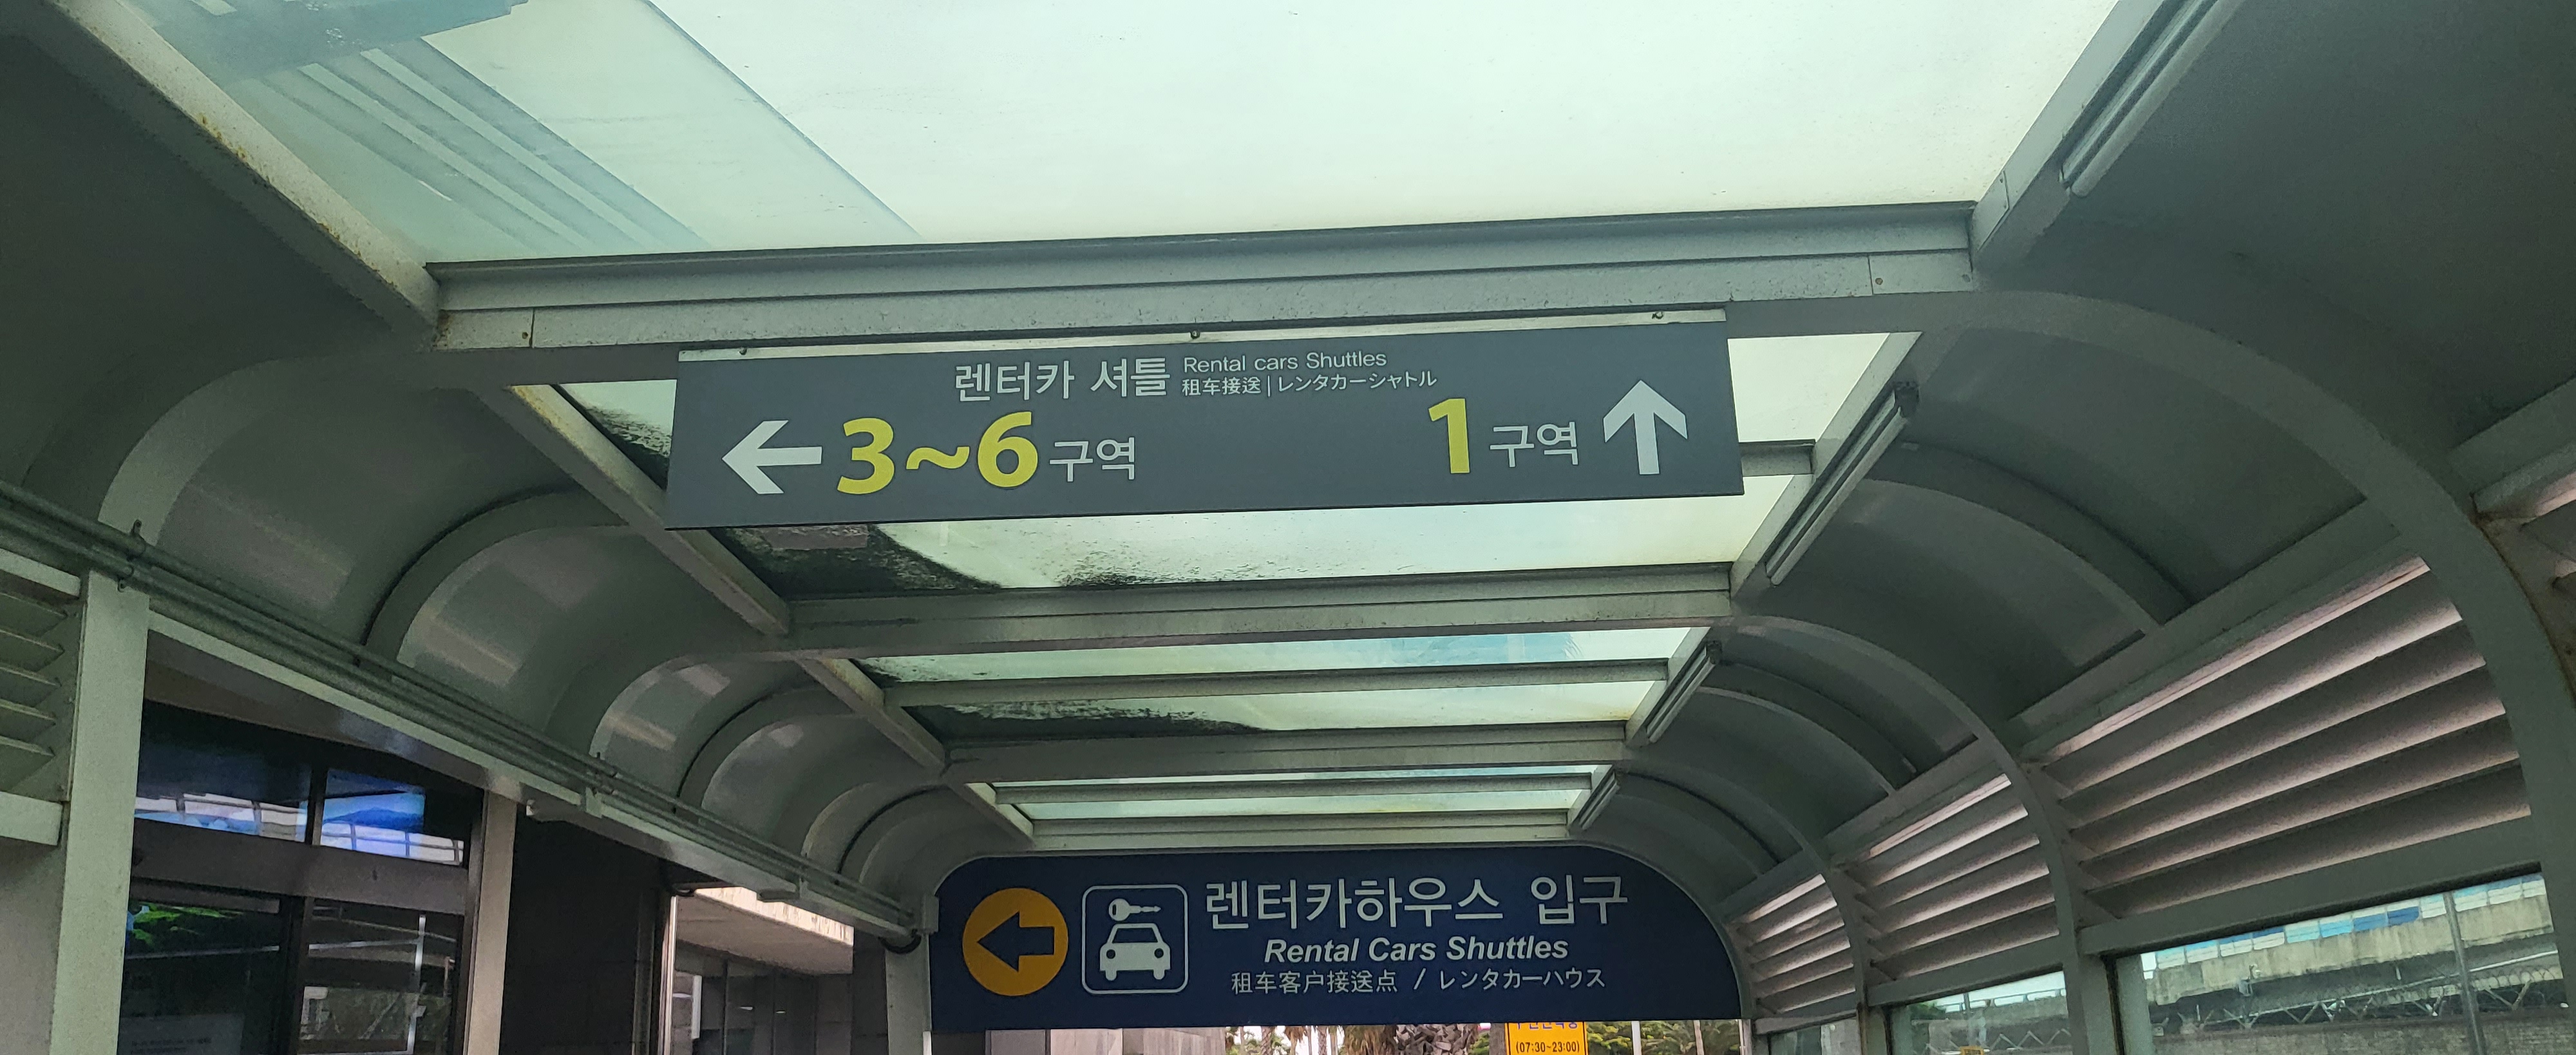 렌터카 셔틀 Rental cars Shuttles
租车接送 | レンタカーシャトル
← 3~6 구역
1 구역 ↑
렌터카하우스 입구
Rental Cars Shuttles
租车客户接送点 / レンタカーハウス
(07:30~23:00)